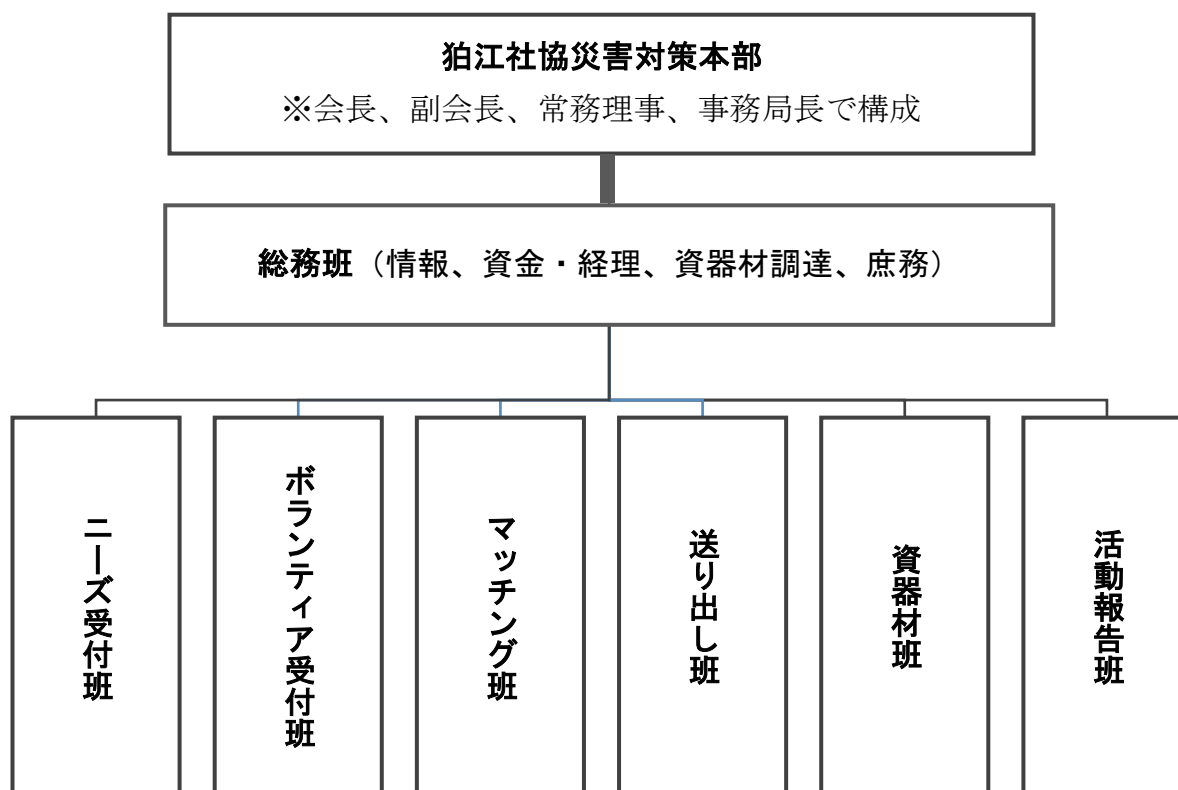 狛江社協災害対策本部
※会長、副会長、常務理事、事務局長で構成
総務班（情報、資金・経理、資器材調達、庶務）
ニーズ受付班
ボランティア受付班
マッチング班
送り出し班
資器材班
活動報告班